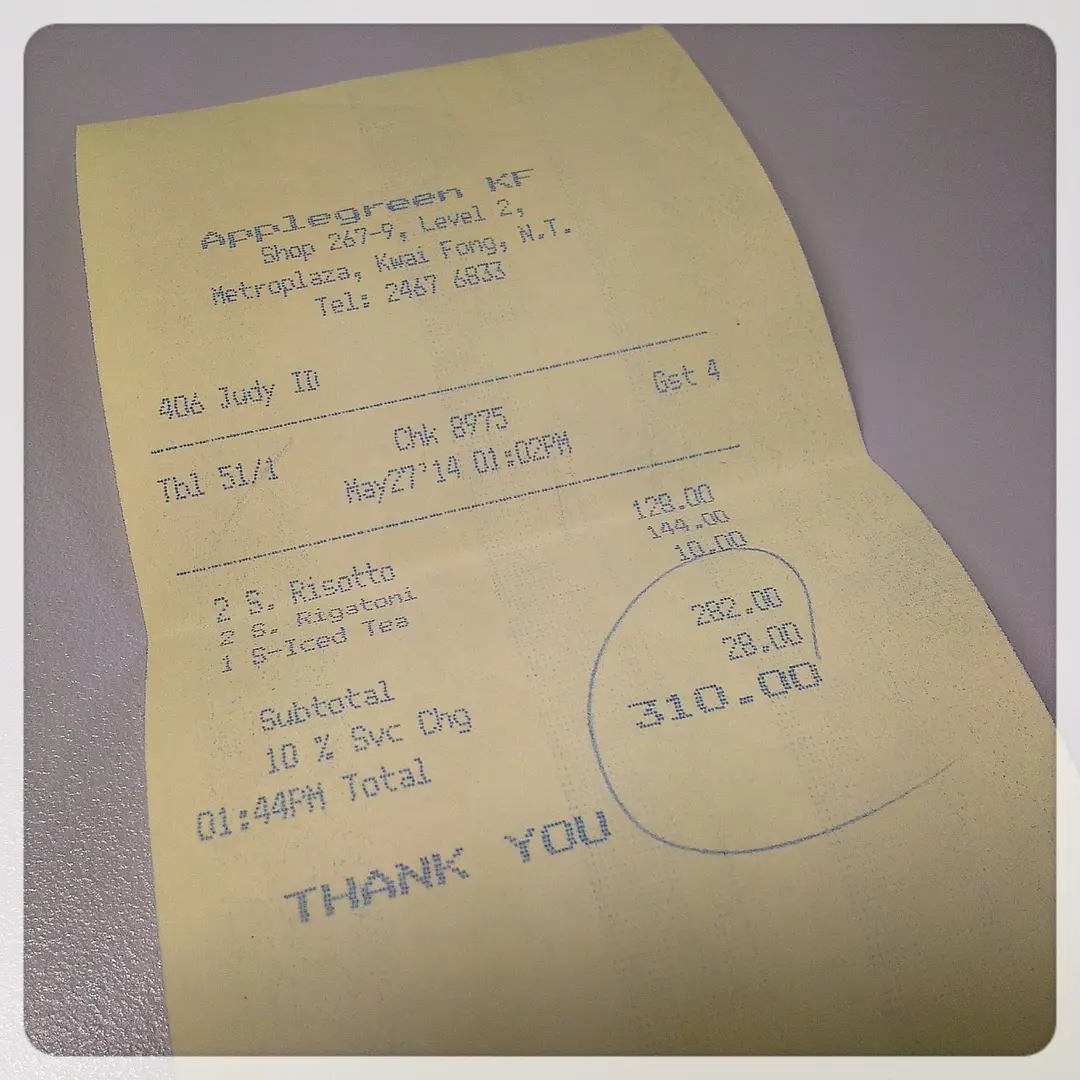 Applegreen KF
Shop 267-9, Level 2,
Metroplaza, Kwai Fong, N.T.
Tel: 2467 6833
406 Judy ID
Tbl 51/1 Chk 8975 Gst 4
May27'14 01:02PM
2 S. Risotto 128.00
2 S. Rigatoni 144.00
1 S-Iced Tea 10.00
Subtotal 282.00
10 % Svc Chg 28.00
01:44PM Total 310.00
THANK YOU